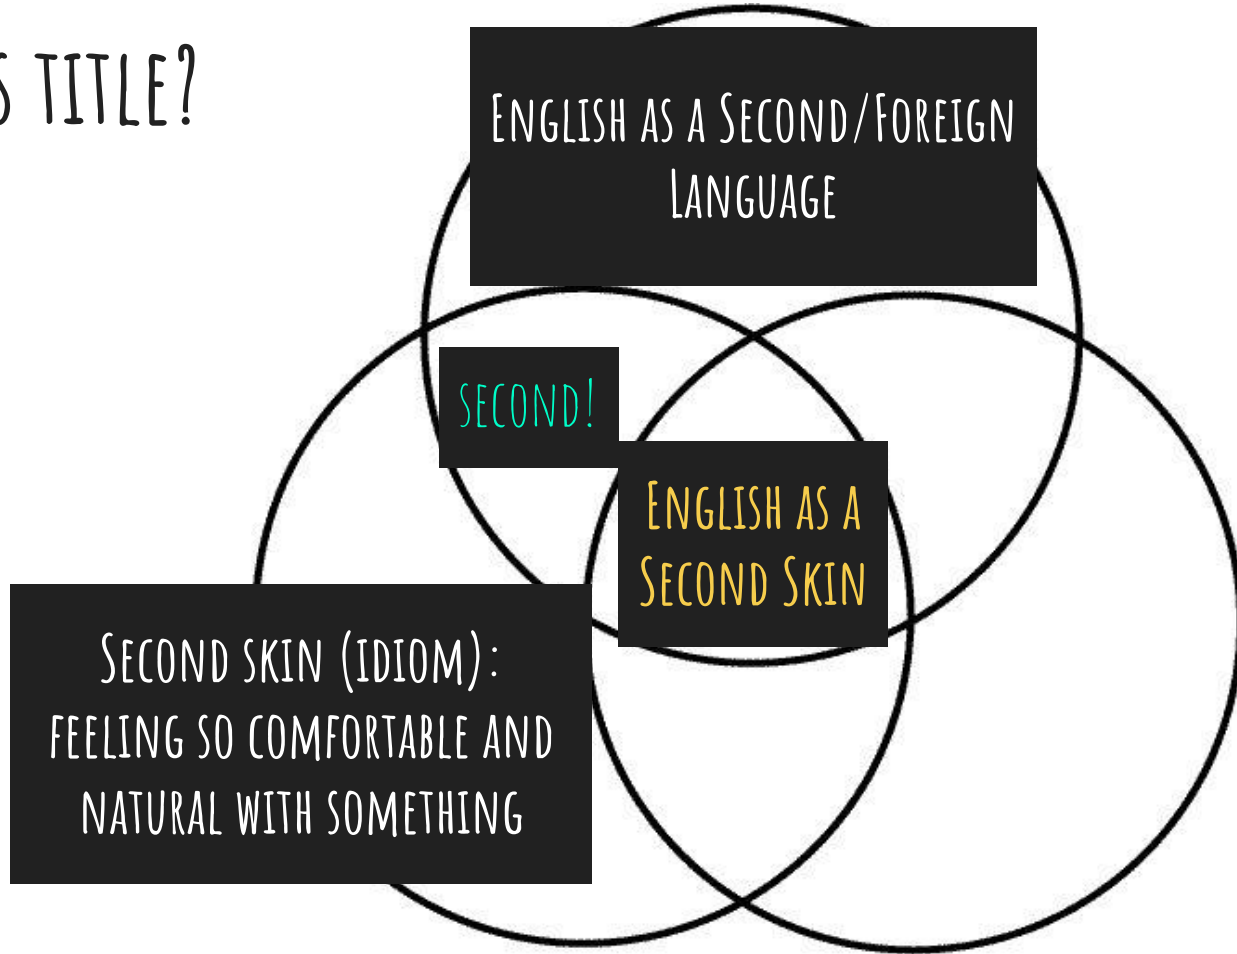 S TITLE?
English as a Second/Foreign
Language
second!
English as a
Second Skin
Second skin (idiom):
feeling so comfortable and
natural with something